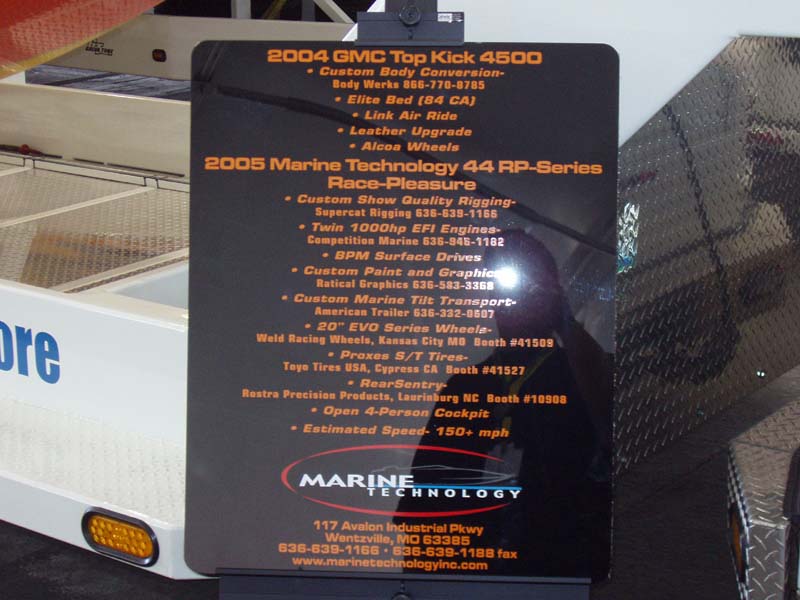 2004 GMC Top Kick 4500
• Custom Body Conversion-
Body Werks 866-770-8785
• Elite Bed (84 CA)
• Link Air Ride
• Leather Upgrade
• Alcoa Wheels
2005 Marine Technology 44 RP-Series
Race-Pleasure
• Custom Show Quality Rigging-
Supercat Rigging 636-639-1166
• Twin 1000hp EFI Engines-
Competition Marine 636-946-1182
• BPM Surface Drives
• Custom Paint and Graphics
Ratical Graphics 636-583-3368
• Custom Marine Tilt Transport-
American Trailer 636-332-0607
• 20" EVO Series Wheels-
Weld Racing Wheels, Kansas City MO Booth #41509
• Proxes S/T Tires-
Toyo Tires USA, Cypress CA Booth #41527
• RearSentry-
Rostra Precision Products, Laurinburg NC Booth #10908
• Open 4-Person Cockpit
• Estimated Speed- 150+ mph
MARINE
TECHNOLOGY
117 Avalon Industrial Pkwy
Wentzville, MO 63385
636-639-1166 • 636-639-1188 fax
www.marinetechnologyinc.com
ore